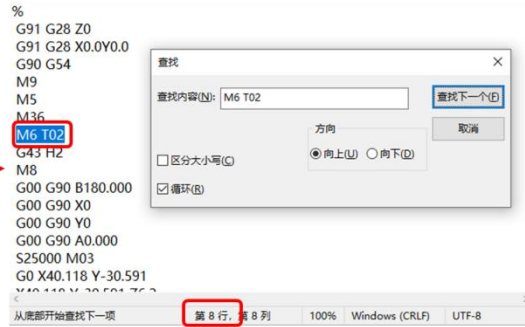 %
G91 G28 Z0
G91 G28 X0.0Y0.0
G90 G54
M9
M5
M36
M6 T02
G43 H2
M8
G00 G90 B180.000
G00 G90 X0
G00 G90 Y0
G00 G90 A0.000
S25000 M03
G0 X40.118 Y-30.591
查找
查找内容(N): M6 T02
查找下一个(F)
取消
方向
向上(U) 向下(D)
区分大小写(C)
循环(R)
从底部开始查找下一项 第 8 行, 第 8 列 100% Windows (CRLF) UTF-8